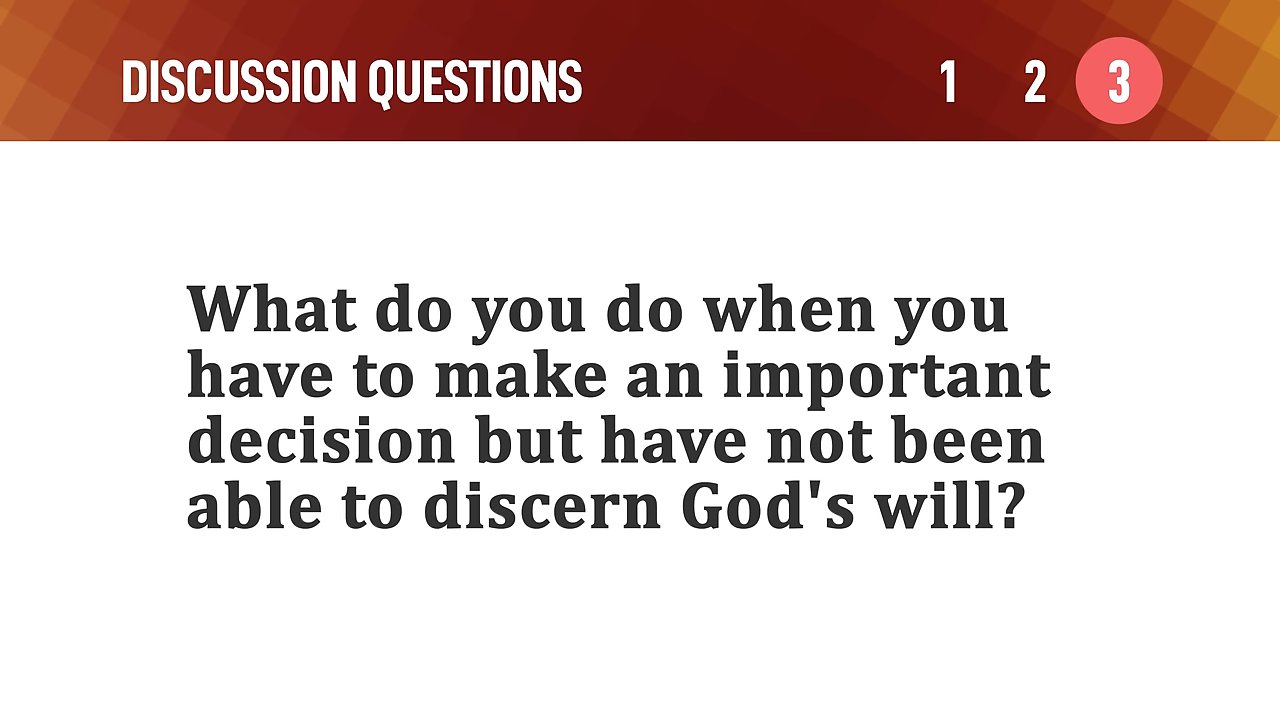 DISCUSSION QUESTIONS 1 2 3
What do you do when you
have to make an important
decision but have not been
able to discern God's will?